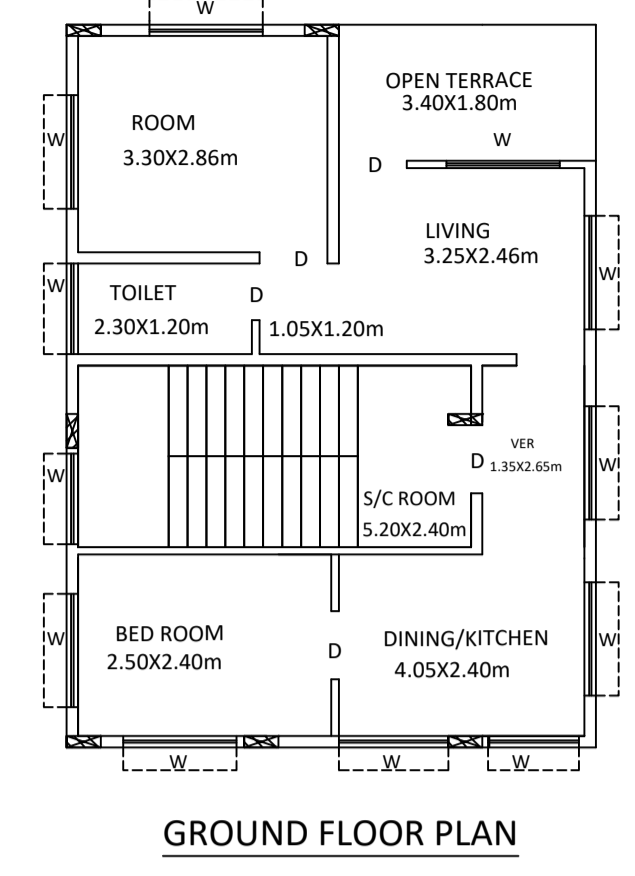 W
OPEN TERRACE
3.40X1.80m
ROOM
3.30X2.86m
W
W
D
LIVING
3.25X2.46m
D
W
W
TOILET
2.30X1.20m
D
1.05X1.20m
VER
1.35X2.65m
D
W
W
S/C ROOM
5.20X2.40m
BED ROOM
2.50X2.40m
W
D
DINING/KITCHEN
4.05X2.40m
W
W
W
W
GROUND FLOOR PLAN